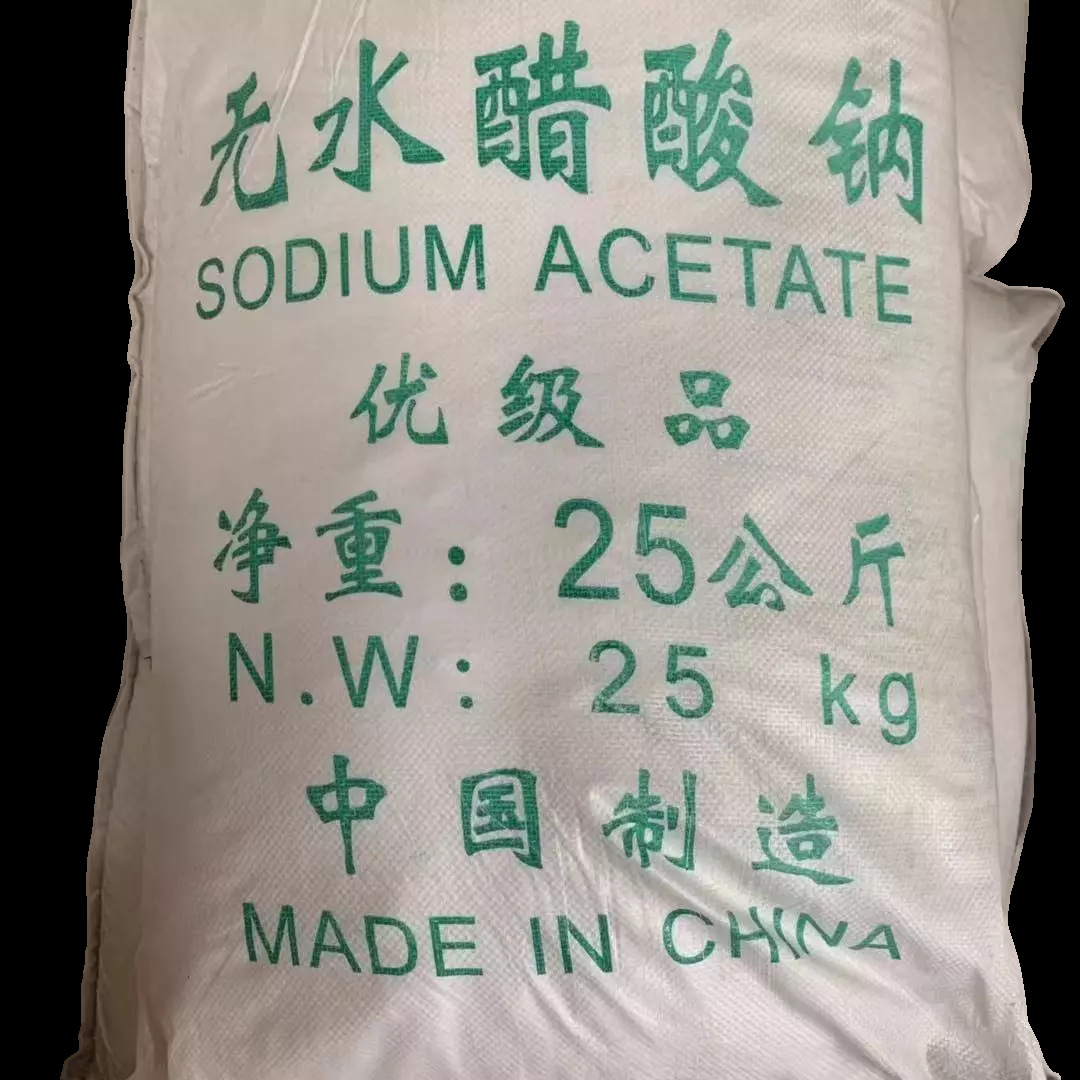 无水醋酸钠
SODIUM ACETATE
优级品
净重：25公斤
N.W: 25 kg
中国制造
MADE IN CHINA